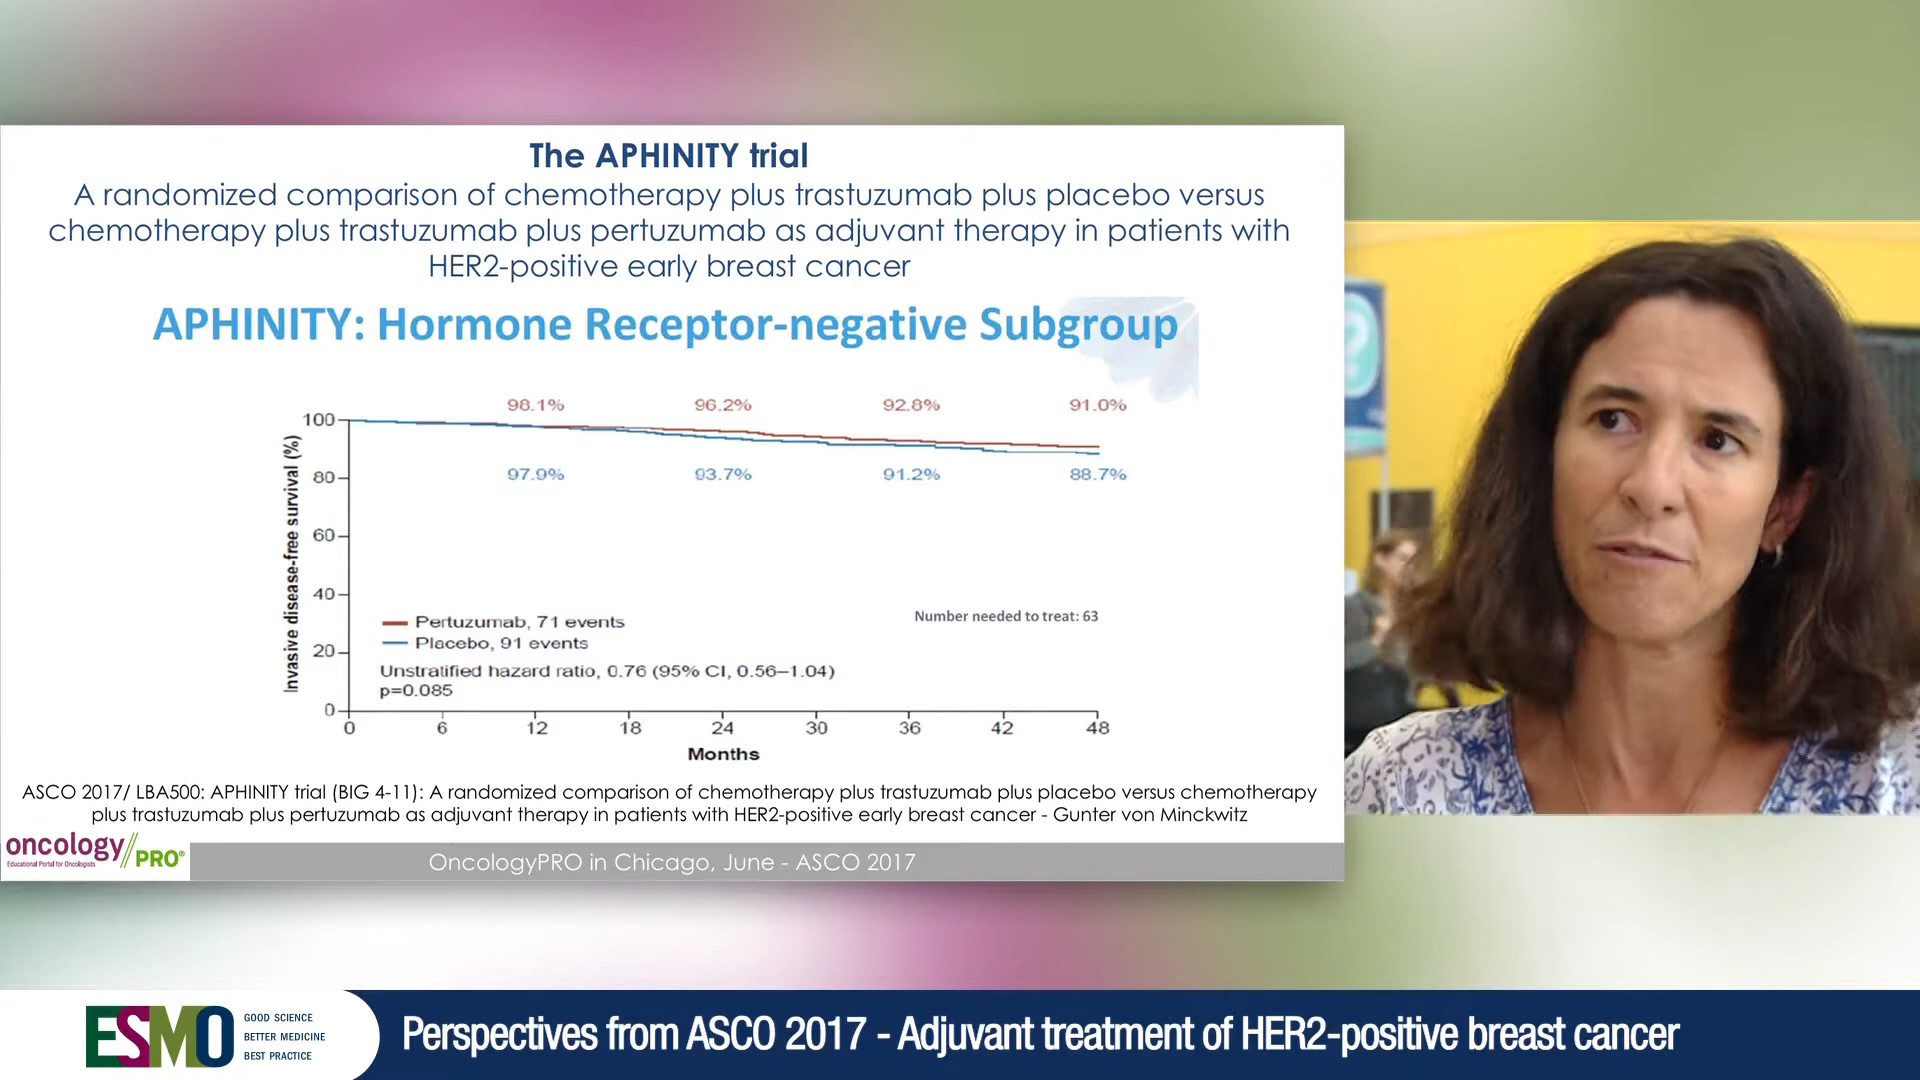 The APHINITY trial
A randomized comparison of chemotherapy plus trastuzumab plus placebo versus
chemotherapy plus trastuzumab plus pertuzumab as adjuvant therapy in patients with
HER2-positive early breast cancer
APHINITY: Hormone Receptor-negative Subgroup
98.1% 96.2% 92.8% 91.0%
97.9% 93.7% 91.2% 88.7%
Invasive disease-free survival (%)
100
80
60
40
20
0
Pertuzumab, 71 events
Placebo, 91 events
Unstratified hazard ratio, 0.76 (95% CI, 0.56–1.04)
p=0.085
Number needed to treat: 63
0 6 12 18 24 30 36 42 48
Months
ASCO 2017/ LBA500: APHINITY trial (BIG 4-11): A randomized comparison of chemotherapy plus trastuzumab plus placebo versus chemotherapy
plus trastuzumab plus pertuzumab as adjuvant therapy in patients with HER2-positive early breast cancer - Gunter von Minckwitz
oncology//PRO®
Educational Portal for Oncologists
OncologyPRO in Chicago, June - ASCO 2017
ESMO
GOOD SCIENCE
BETTER MEDICINE
BEST PRACTICE
Perspectives from ASCO 2017 - Adjuvant treatment of HER2-positive breast cancer